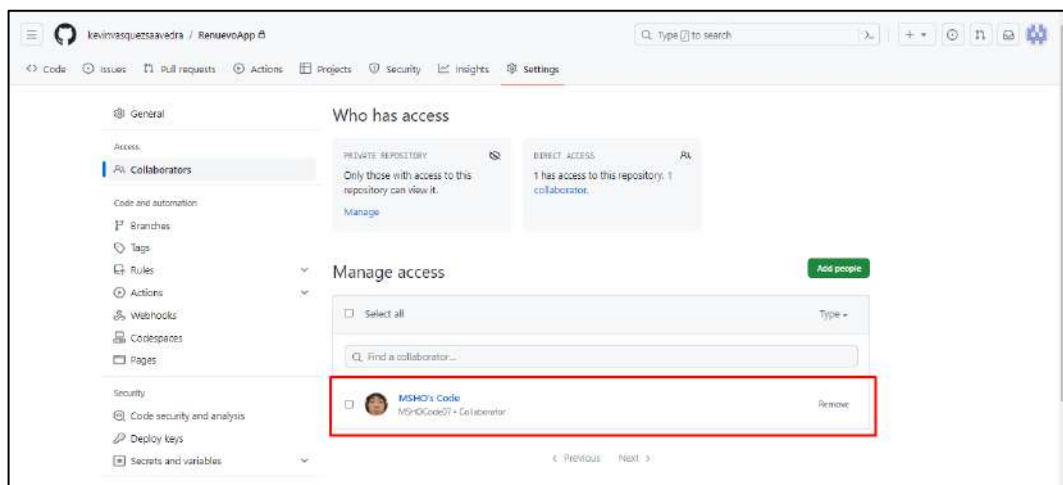 kevinvasquezsaavedra / RenuevoApp
Type / to search
Code Issues Pull requests Actions Projects Security Insights Settings
General
Access
Collaborators
Code and automation
Branches
Tags
Rules
Actions
Webhooks
Codespaces
Pages
Security
Code security and analysis
Deploy keys
Secrets and variables
Who has access
PRIVATE REPOSITORY
Only those with access to this
repository can view it.
Manage
DIRECT ACCESS
1 has access to this repository. 1
collaborator.
Manage access
Add people
Select all
Type
Find a collaborator...
MSHO's Code
MSHOCode07 • Collaborator
Remove
< Previous Next >